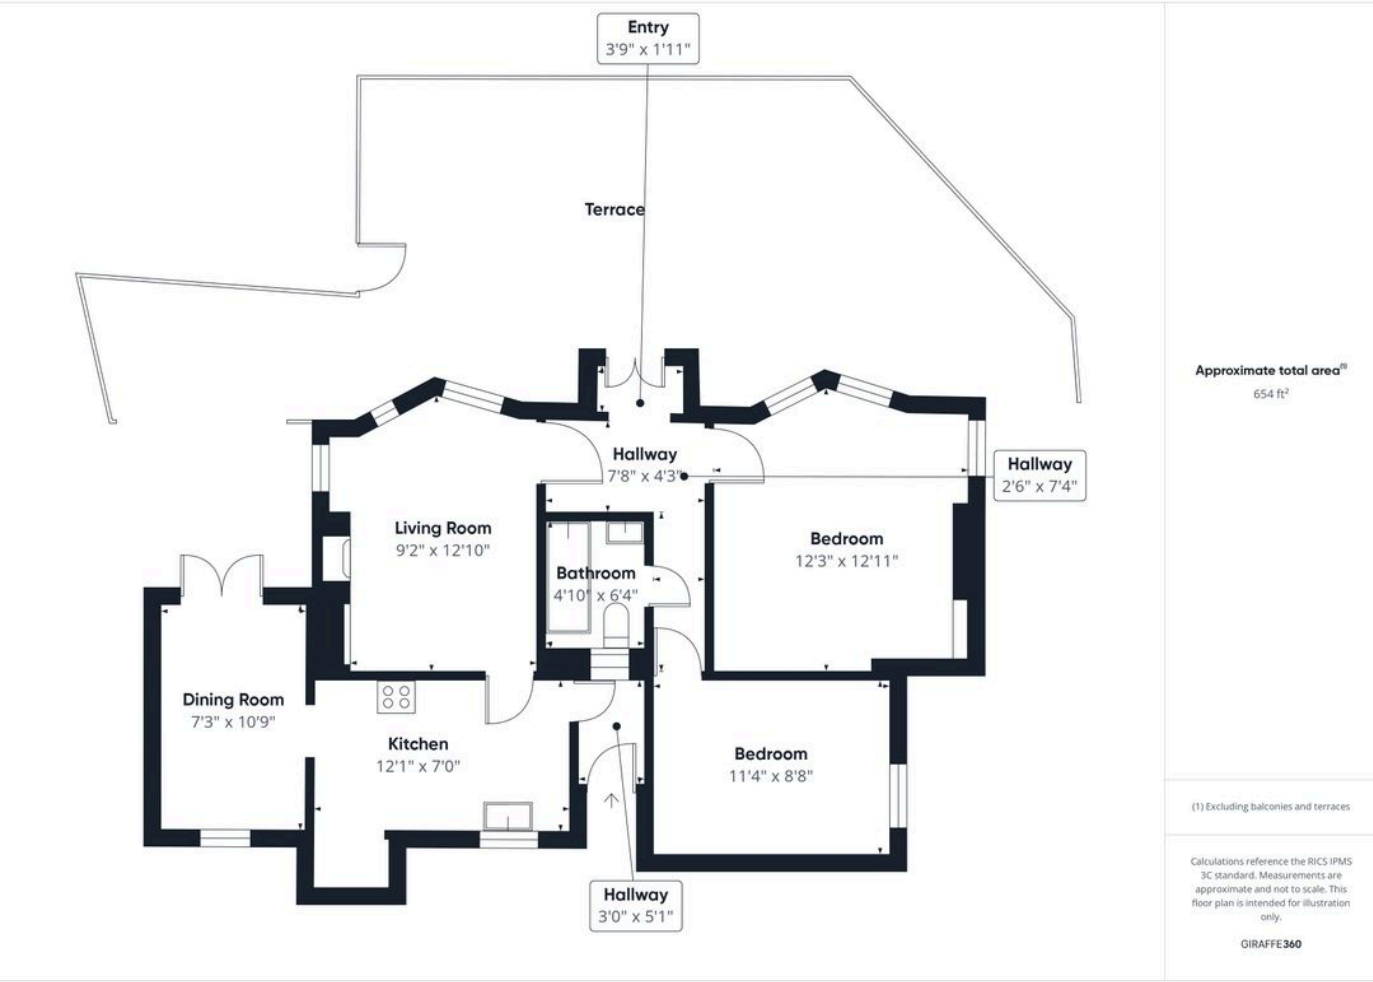 Entry
3'9" x 1'11"
Terrace
Hallway
7'8" x 4'3"
Hallway
2'6" x 7'4"
Living Room
9'2" x 12'10"
Bedroom
12'3" x 12'11"
Bathroom
4'10" x 6'4"
Dining Room
7'3" x 10'9"
Kitchen
12'1" x 7'0"
Bedroom
11'4" x 8'8"
Hallway
3'0" x 5'1"
Approximate total area⁽¹⁾
654 ft²
(1) Excluding balconies and terraces
Calculations reference the RICS IPMS
3C standard. Measurements are
approximate and not to scale. This
floor plan is intended for illustration
only.
GIRAFFE360